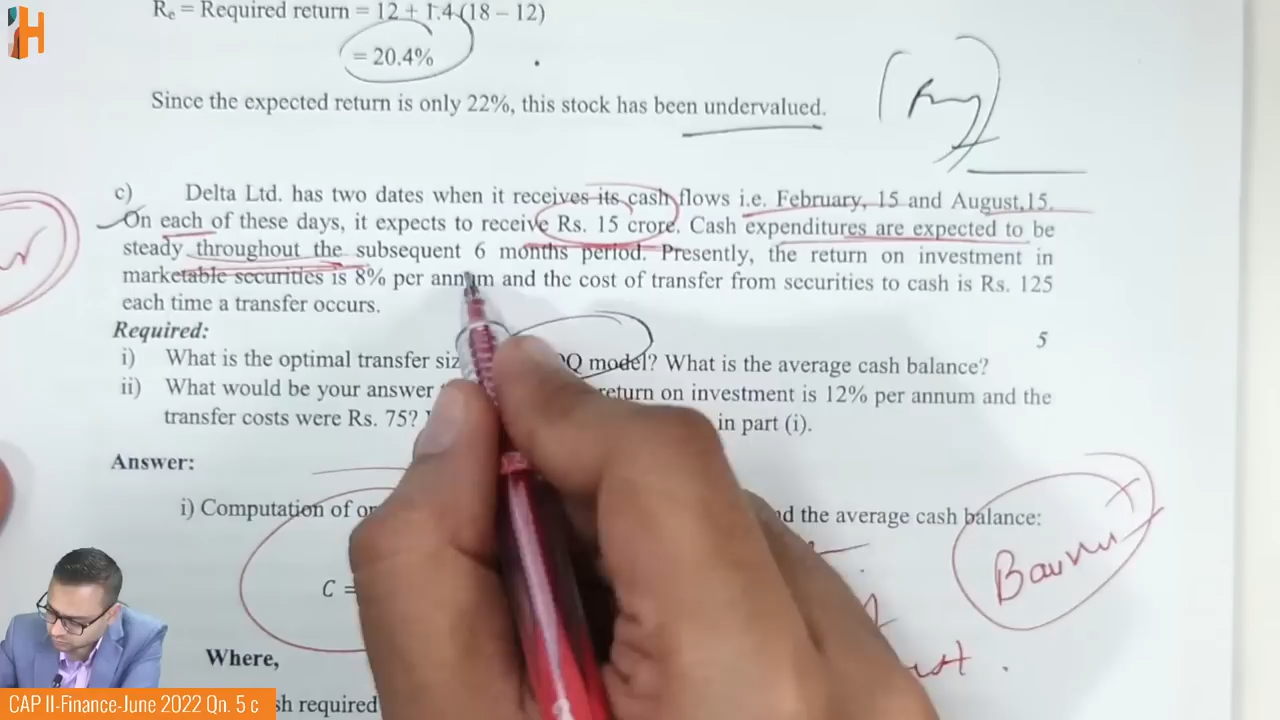 H
Re = Required return = 12 + 1.4 (18 – 12)
= 20.4%
Since the expected return is only 22%, this stock has been undervalued.
c) Delta Ltd. has two dates when it receives its cash flows i.e. February, 15 and August,15.
On each of these days, it expects to receive Rs. 15 crore. Cash expenditures are expected to be
steady throughout the subsequent 6 months period. Presently, the return on investment in
marketable securities is 8% per annum and the cost of transfer from securities to cash is Rs. 125
each time a transfer occurs.
Required: 5
i) What is the optimal transfer model? What is the average cash balance?
ii) What would be your answer return on investment is 12% per annum and the
transfer costs were Rs. 75? in part (i).
Answer:
i) Computation of and the average cash balance:
C =
Where,
required
CAP II-Finance-June 2022 Qn. 5 c